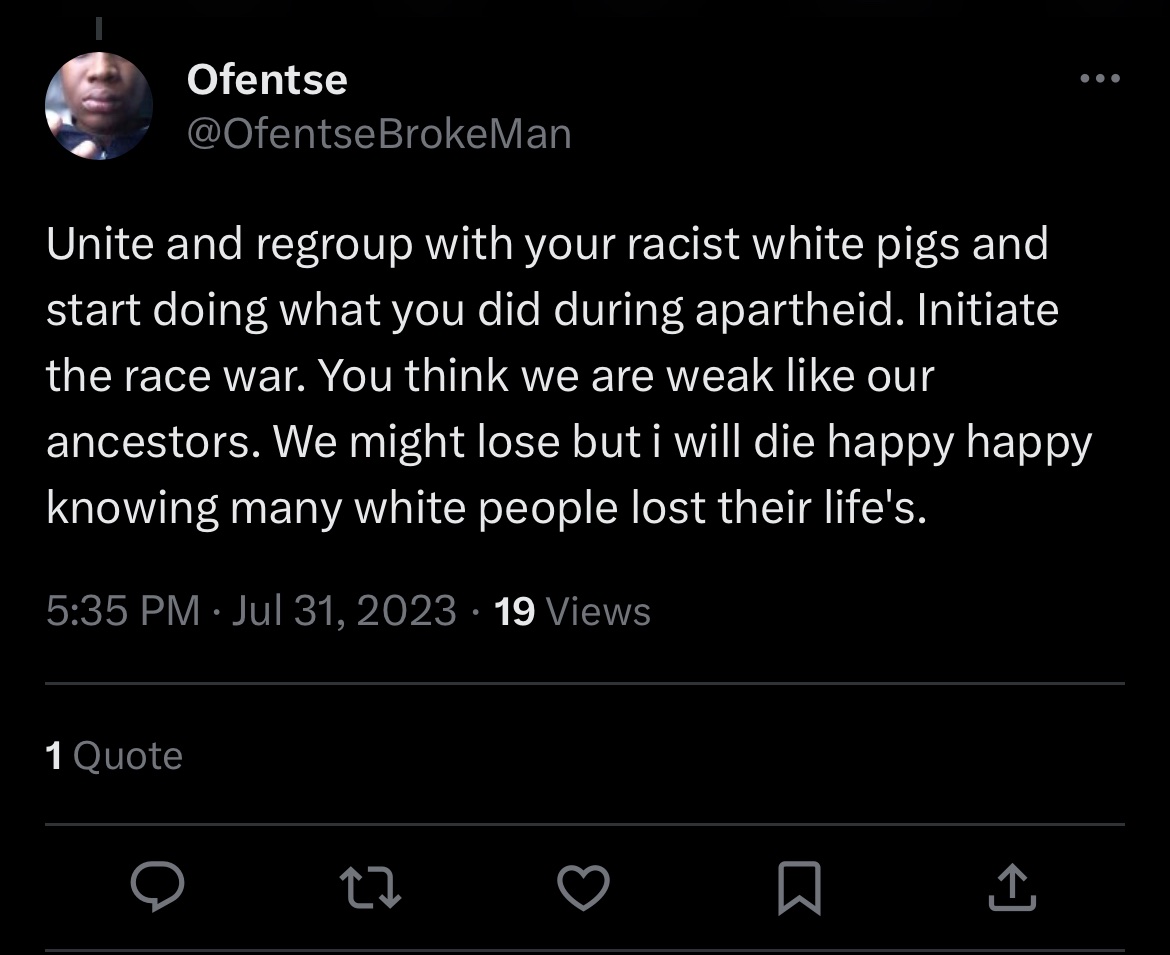 Ofentse
@OfentseBrokeMan
Unite and regroup with your racist white pigs and
start doing what you did during apartheid. Initiate
the race war. You think we are weak like our
ancestors. We might lose but i will die happy happy
knowing many white people lost their life's.
5:35 PM · Jul 31, 2023 · 19 Views
1 Quote